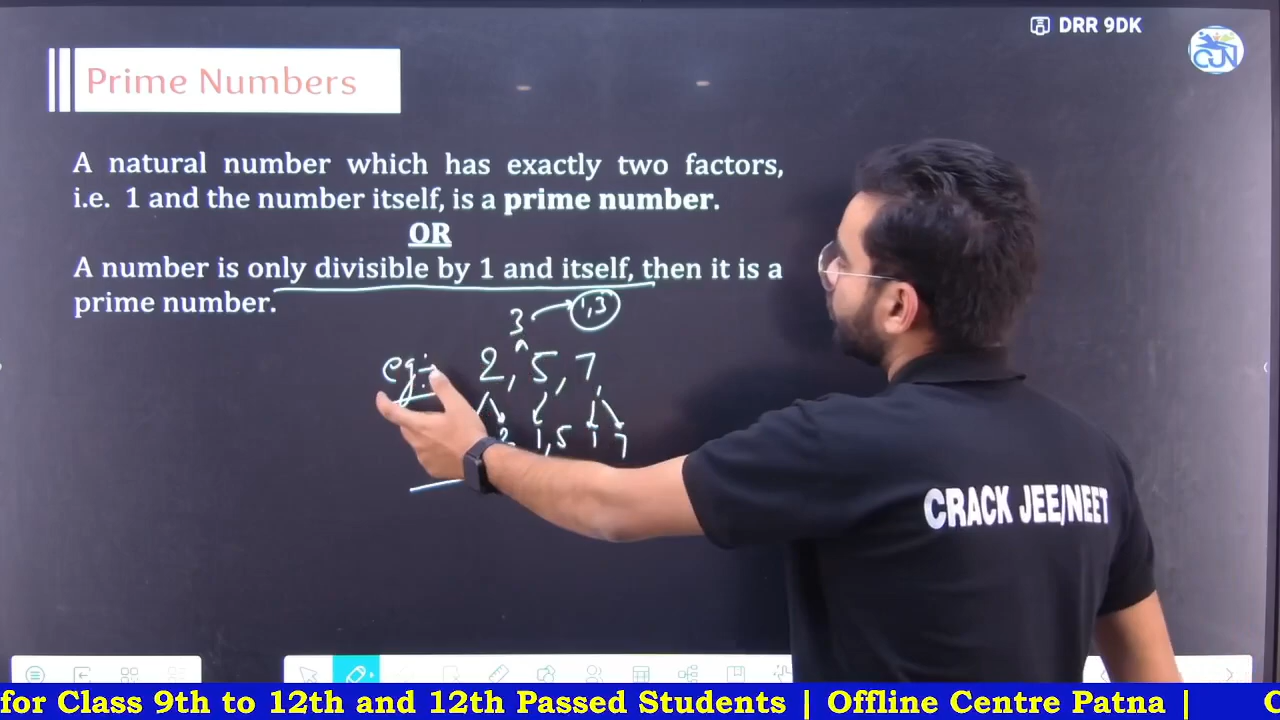 DRR 9DK
CJN
Prime Numbers
A natural number which has exactly two factors,
i.e. 1 and the number itself, is a prime number.
OR
A number is only divisible by 1 and itself, then it is a
prime number.
3 1,3
eg:- 2, 5, 7,
2 1,5 1 7
CRACK JEE/NEET
for Class 9th to 12th and 12th Passed Students | Offline Centre Patna |